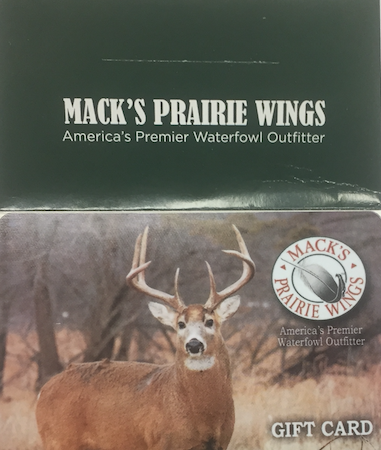 MACK'S PRAIRIE WINGS
America's Premier Waterfowl Outfitter
MACK'S
PRAIRIE WINGS
America's Premier
Waterfowl Outfitter
GIFT CARD